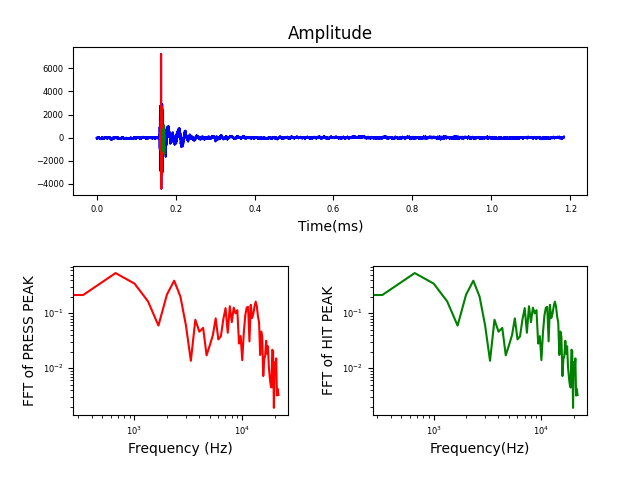 Amplitude
6000
4000
2000
0
−2000
−4000
0.0 0.2 0.4 0.6 0.8 1.0 1.2
Time(ms)
FFT of PRESS PEAK
10⁻¹
10⁻²
10³ 10⁴
Frequency (Hz)
FFT of HIT PEAK
10⁻¹
10⁻²
10³ 10⁴
Frequency(Hz)